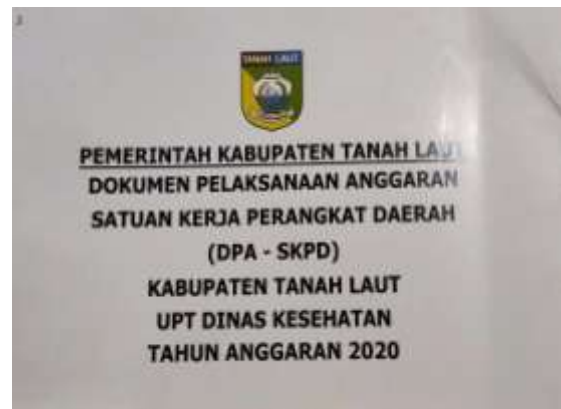 TANAH LAUT
PEMERINTAH KABUPATEN TANAH LAUT
DOKUMEN PELAKSANAAN ANGGARAN
SATUAN KERJA PERANGKAT DAERAH
(DPA - SKPD)
KABUPATEN TANAH LAUT
UPT DINAS KESEHATAN
TAHUN ANGGARAN 2020